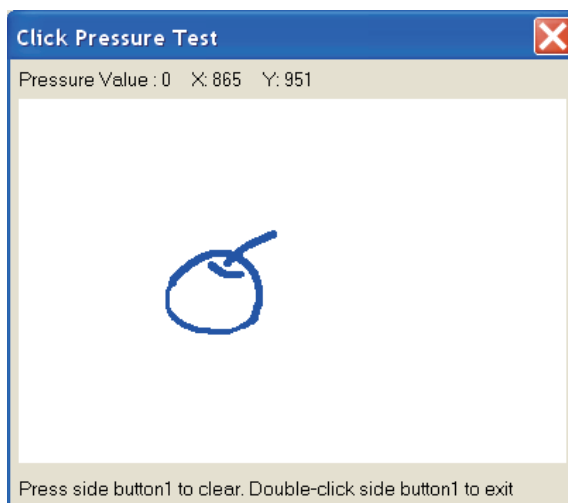 Click Pressure Test
Pressure Value : 0 X: 865 Y: 951
Press side button1 to clear. Double-click side button1 to exit